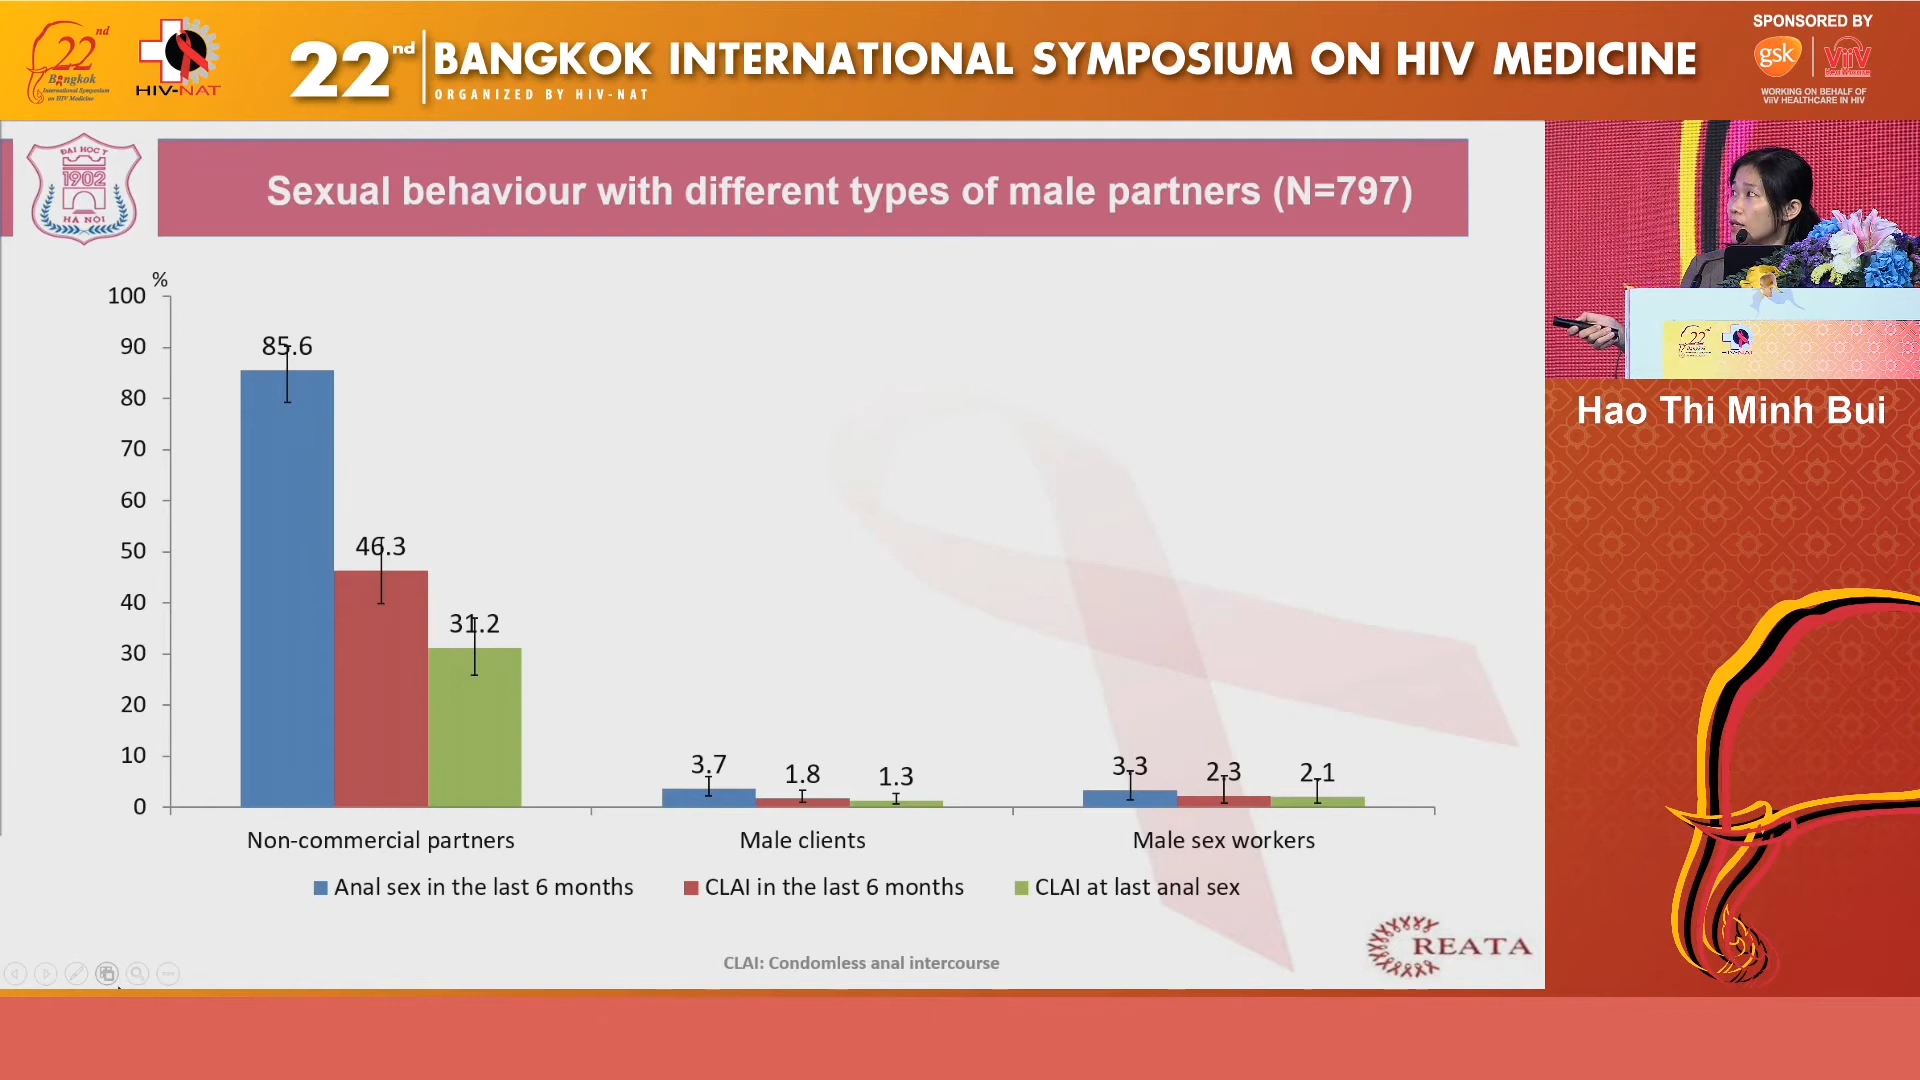 22nd
Bangkok
International Symposium
on HIV Medicine
HIV-NAT
22nd
BANGKOK INTERNATIONAL SYMPOSIUM ON HIV MEDICINE
ORGANIZED BY HIV-NAT
SPONSORED BY
gsk
ViiV
WORKING ON BEHALF OF
ViiV HEALTHCARE IN HIV
ĐẠI HỌC Y
1902
HÀ NỘI
Sexual behaviour with different types of male partners (N=797)
%
100
90
80
70
60
50
40
30
20
10
0
85.6
46.3
31.2
3.7
1.8
1.3
3.3
2.3
2.1
Non-commercial partners
Male clients
Male sex workers
Anal sex in the last 6 months
CLAI in the last 6 months
CLAI at last anal sex
CLAI: Condomless anal intercourse
CREATA
22nd
HIV-NAT
Hao Thi Minh Bui